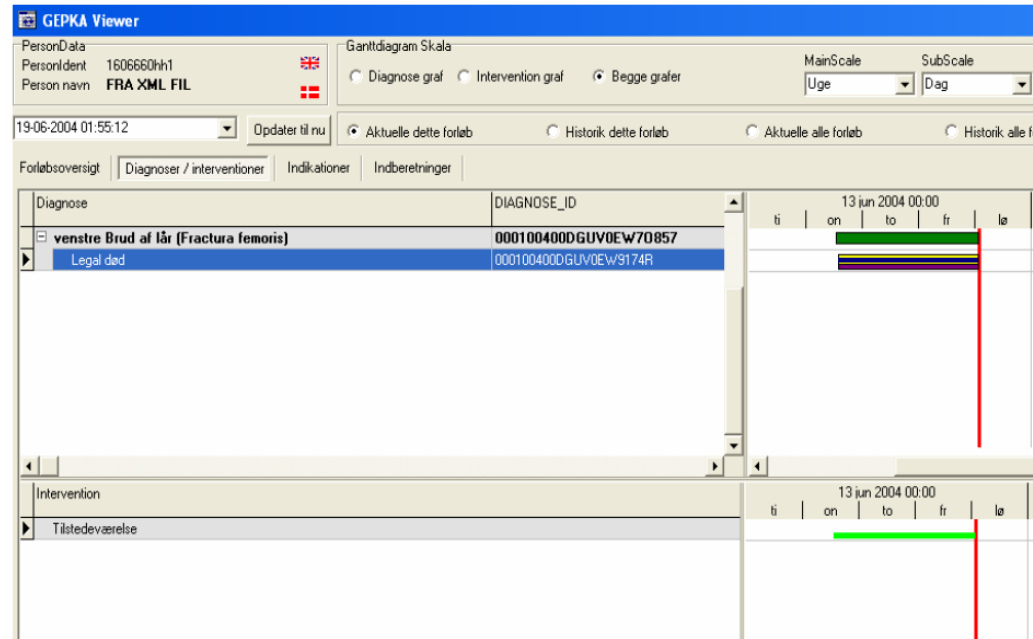 GEPKA Viewer
PersonData
PersonIdent 1606660hh1
Person navn FRA XML FIL
Ganttdiagram Skala
Diagnose graf Intervention graf Begge grafer
MainScale SubScale
Uge Dag
19-06-2004 01:55:12 Opdater til nu
Aktuelle dette forløb Historik dette forløb Aktuelle alle forløb Historik alle f
Forløbsoversigt Diagnoser / interventioner Indikationer Indberetninger
Diagnose DIAGNOSE_ID
13 jun 2004 00:00
ti on to fr lø
venstre Brud af lår (Fractura femoris) 000100400DGUV0EW7O857
Legal død 000100400DGUV0EW9174R
Intervention
13 jun 2004 00:00
ti on to fr lø
Tilstedeværelse